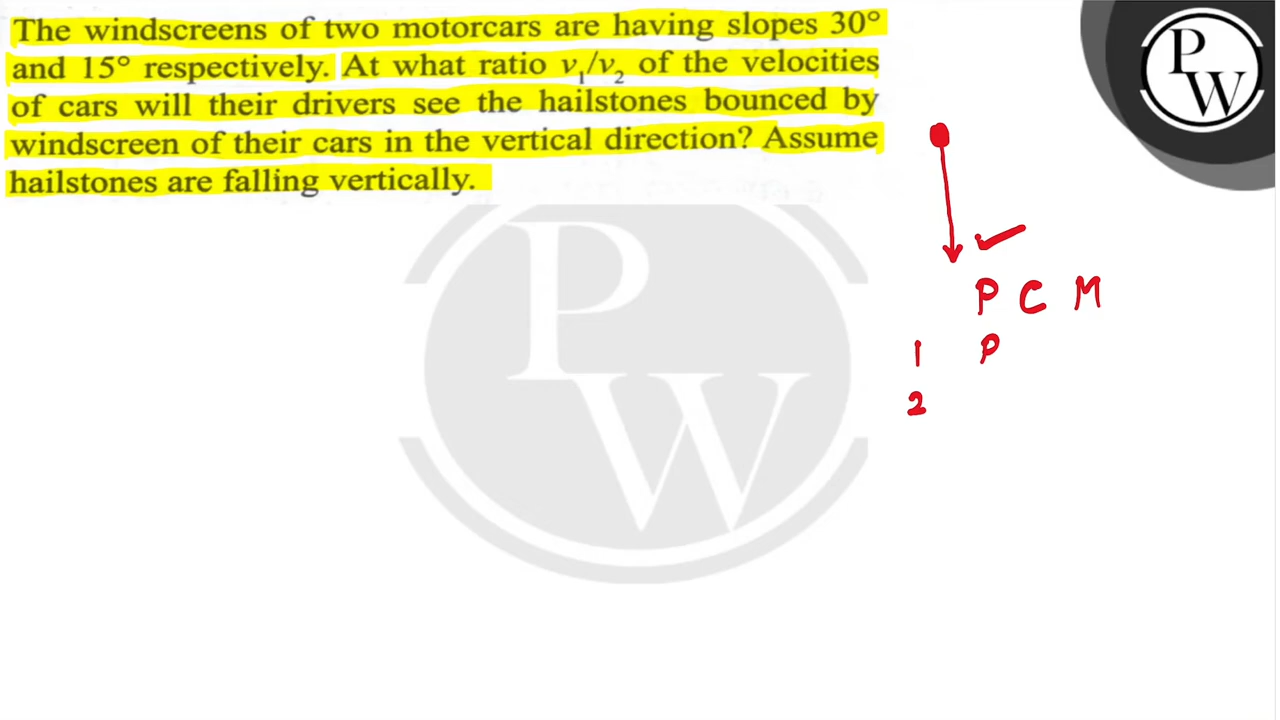 The windscreens of two motorcars are having slopes 30°
and 15° respectively. At what ratio v₁/v₂ of the velocities
of cars will their drivers see the hailstones bounced by
windscreen of their cars in the vertical direction? Assume
hailstones are falling vertically.
P
W
P C M
1 P
2
P
W